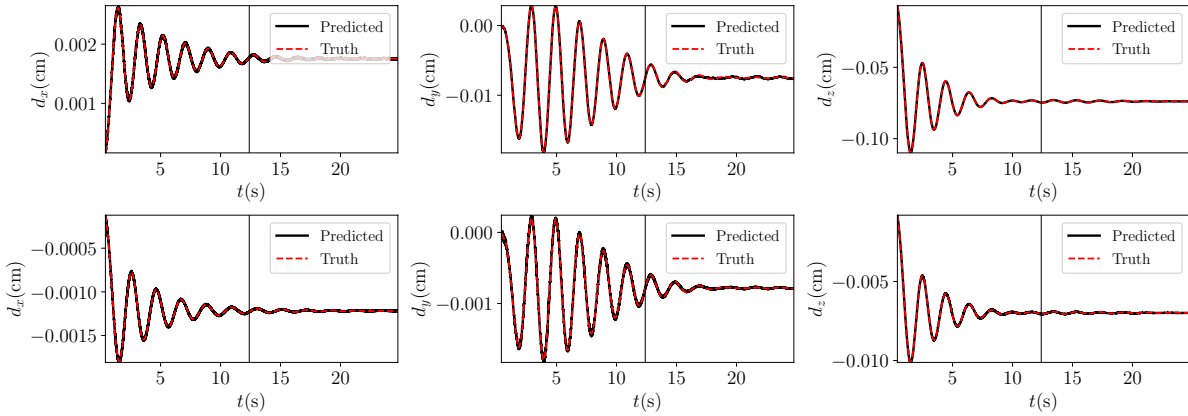 d_x(cm)
0.002
0.001
Predicted
Truth
5 10 15 20
t(s)
d_y(cm)
−0.00
−0.01
Predicted
Truth
5 10 15 20
t(s)
d_z(cm)
−0.05
−0.10
Predicted
Truth
5 10 15 20
t(s)
d_x(cm)
−0.0005
−0.0010
−0.0015
Predicted
Truth
5 10 15 20
t(s)
d_y(cm)
0.000
−0.001
Predicted
Truth
5 10 15 20
t(s)
d_z(cm)
−0.005
−0.010
Predicted
Truth
5 10 15 20
t(s)